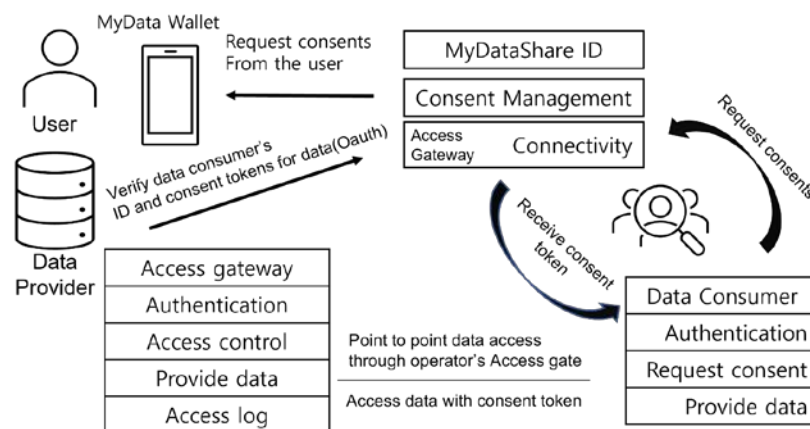 MyData Wallet
Request consents
From the user
User
MyDataShare ID
Consent Management
Access
Gateway
Connectivity
Request consents
Verify data consumer's
ID and consent tokens for data(Oauth)
Receive consent
token
Data
Provider
Access gateway
Authentication
Access control
Provide data
Access log
Point to point data access
through operator's Access gate
Access data with consent token
Data Consumer
Authentication
Request consent
Provide data